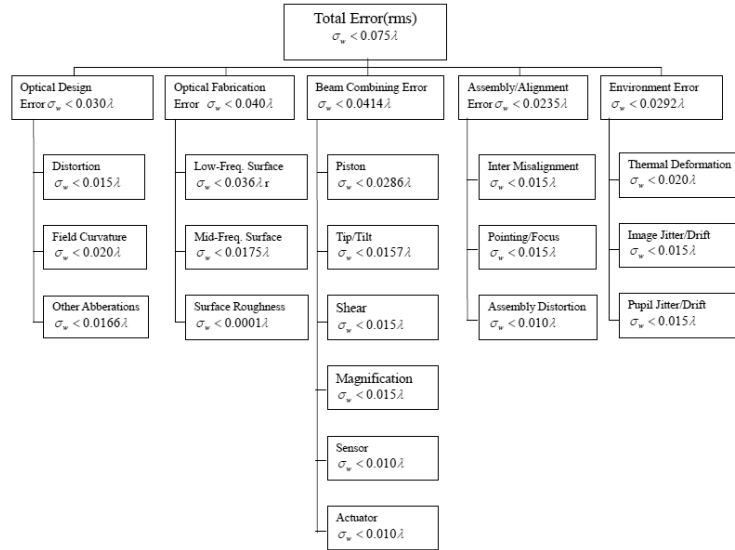 Total Error(rms)
σw < 0.075λ
Optical Design
Error σw < 0.030λ
Optical Fabrication
Error σw < 0.040λ
Beam Combining Error
σw < 0.0414λ
Assembly/Alignment
Error σw < 0.0235λ
Environment Error
σw < 0.0292λ
Distortion
σw < 0.015λ
Field Curvature
σw < 0.020λ
Other Abberations
σw < 0.0166λ
Low-Freq. Surface
σw < 0.036λ r
Mid-Freq. Surface
σw < 0.0175λ
Surface Roughness
σw < 0.0001λ
Piston
σw < 0.0286λ
Tip/Tilt
σw < 0.0157λ
Shear
σw < 0.015λ
Magnification
σw < 0.015λ
Sensor
σw < 0.010λ
Actuator
σw < 0.010λ
Inter Misalignment
σw < 0.015λ
Pointing/Focus
σw < 0.015λ
Assembly Distortion
σw < 0.010λ
Thermal Deformation
σw < 0.020λ
Image Jitter/Drift
σw < 0.015λ
Pupil Jitter/Drift
σw < 0.015λ